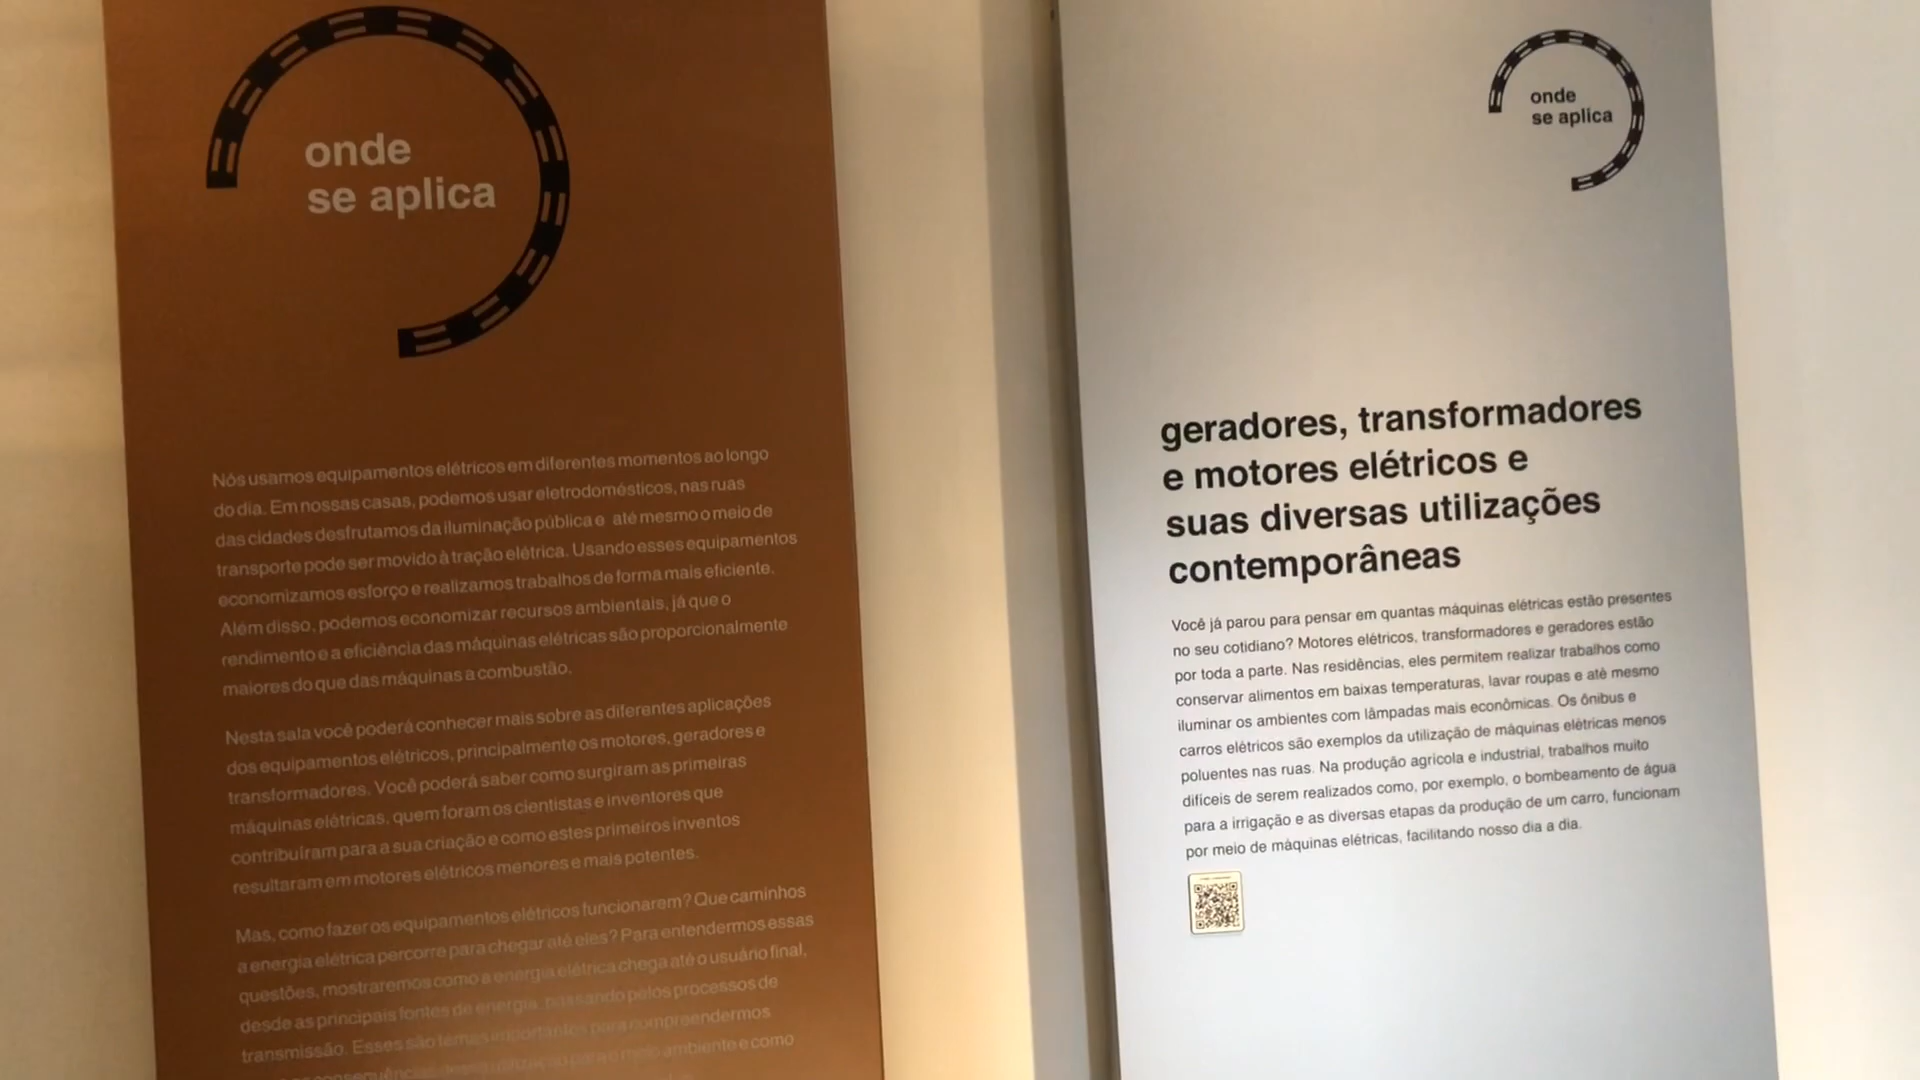 onde
se aplica
Nós usamos equipamentos elétricos em diferentes momentos ao longo
do dia. Em nossas casas, podemos usar eletrodomésticos, nas ruas
das cidades desfrutamos da iluminação pública e até mesmo o meio de
transporte pode ser movido à tração elétrica. Usando esses equipamentos
economizamos esforço e realizamos trabalhos de forma mais eficiente.
Além disso, podemos economizar recursos ambientais, já que o
rendimento e a eficiência das máquinas elétricas são proporcionalmente
maiores do que das máquinas a combustão.
Nesta sala você poderá conhecer mais sobre as diferentes aplicações
dos equipamentos elétricos, principalmente os motores, geradores e
transformadores. Você poderá saber como surgiram as primeiras
máquinas elétricas, quem foram os cientistas e inventores que
contribuíram para a sua criação e como estes primeiros inventos
resultaram em motores elétricos menores e mais potentes.
Mas, como fazer os equipamentos elétricos funcionarem? Que caminhos
a energia elétrica percorre para chegar até eles? Para entendermos essas
questões, mostraremos como a energia elétrica chega até o usuário final,
desde as principais fontes de energia, passando pelos processos de
transmissão. Esses são temas importantes para compreendermos
consequências dessa utilização para o meio ambiente e como
onde
se aplica
geradores, transformadores
e motores elétricos e
suas diversas utilizações
contemporâneas
Você já parou para pensar em quantas máquinas elétricas estão presentes
no seu cotidiano? Motores elétricos, transformadores e geradores estão
por toda a parte. Nas residências, eles permitem realizar trabalhos como
conservar alimentos em baixas temperaturas, lavar roupas e até mesmo
iluminar os ambientes com lâmpadas mais econômicas. Os ônibus e
carros elétricos são exemplos da utilização de máquinas elétricas menos
poluentes nas ruas. Na produção agrícola e industrial, trabalhos muito
difíceis de serem realizados como, por exemplo, o bombeamento de água
para a irrigação e as diversas etapas da produção de um carro, funcionam
por meio de máquinas elétricas, facilitando nosso dia a dia.